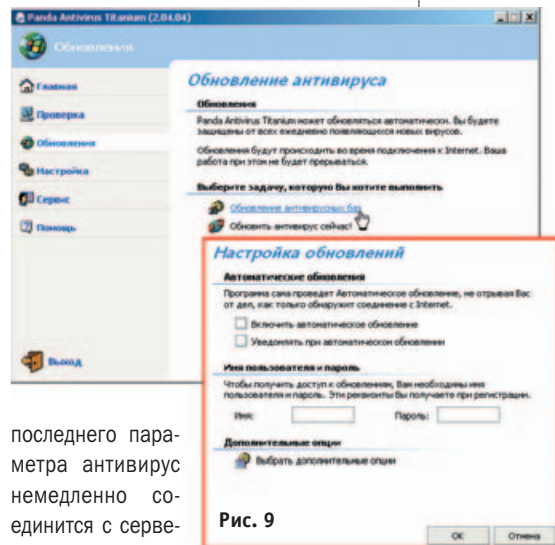 Panda Antivirus Titanium (2.04.04)
Обновления
Главная
Проверка
Обновления
Настройка
Сервис
Помощь
Выход
Обновление антивируса
Обновления
Panda Antivirus Titanium может обновляться автоматически. Вы будете
защищены от всех ежедневно появляющихся новых вирусов.
Обновления будут происходить во время подключения к Internet. Ваша
работа при этом не будет прерываться.
Выберите задачу, которую Вы хотите выполнить
Обновление антивирусных баз
Обновить антивирус сейчас!
Настройка обновлений
Автоматические обновления
Программа сама проведет Автоматическое обновление, не отрывая Вас
от дел, как только обнаружит соединение с Internet.
Включить автоматическое обновление
Уведомлять при автоматическом обновлении
Имя пользователя и пароль
Чтобы получить доступ к обновлениям, Вам необходимы имя
пользователя и пароль. Эти реквизиты Вы получаете при регистрации.
Имя: Пароль:
Дополнительные опции
Выбрать дополнительные опции
OK Отмена
последнего пара-
метра антивирус
немедленно со-
единится с серве-
Рис. 9